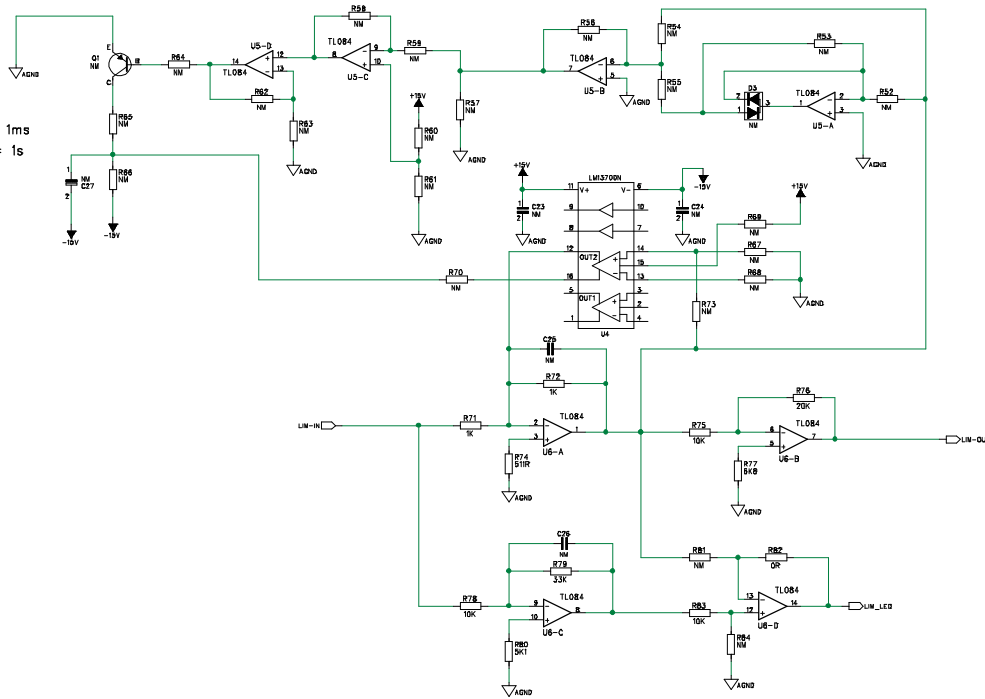 R58
NM
R56
NM
R54
NM
R53
NM
E
Q1
NM
B
C
R64
NM
U5-D
14
12
13
TL084
TL084
8
9
10
U5-C
R59
NM
TL084
7
6
5
U5-B
AGND
R55
NM
D3
2
1
3
NM
TL084
1
2
3
U5-A
R52
NM
AGND
R62
NM
+15V
R57
NM
AGND
1ms
1s
R65
NM
R63
NM
R60
NM
AGND
1
NM
C27
2
R66
NM
R61
NM
AGND
-15V
-15V
AGND
+15V
LM13700N
11
V+
V-
6
-15V
+15V
1
C23
2
NM
9
10
1
C24
2
NM
AGND
8
7
AGND
R69
NM
12
OUT2
14
R67
NM
15
R70
NM
16
13
R68
NM
AGND
5
OUT1
3
2
1
4
U4
R73
NM
C25
NM
R72
1K
R76
20K
LIM-IN
R71
1K
TL084
2
3
1
U6-A
R75
10K
TL084
6
5
7
U6-B
LIM-OU
R74
511R
AGND
R77
6K8
AGND
C26
NM
R79
33K
R81
NM
R82
0R
R78
10K
TL084
9
10
8
U6-C
R83
10K
TL084
13
12
14
U6-D
LIM_LED
R80
5K1
AGND
R84
NM
AGND